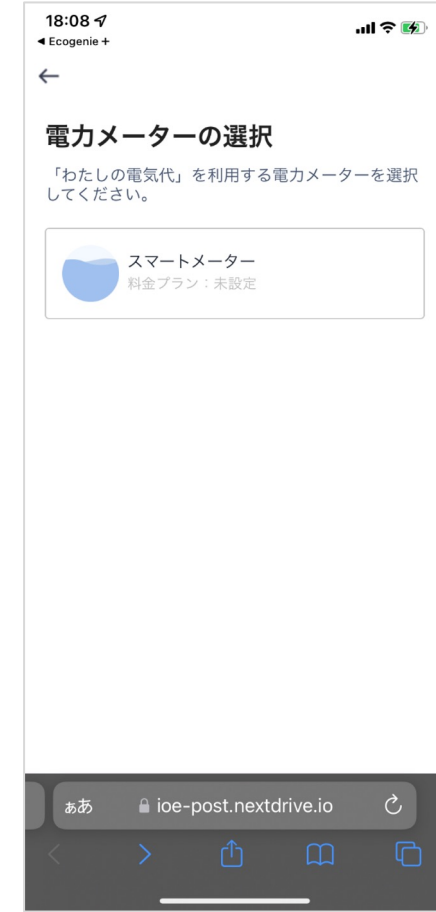 18:08
◀ Ecogenie +
電力メーターの選択
「わたしの電気代」を利用する電力メーターを選択
してください。
スマートメーター
料金プラン：未設定
ぁあ ioe-post.nextdrive.io